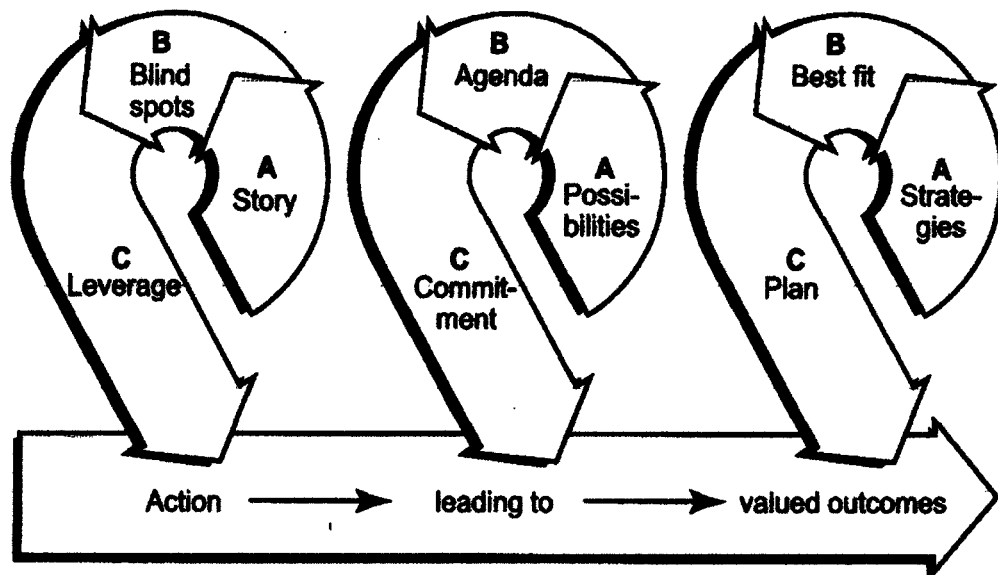 B
Blind
spots
A
Story
C
Leverage
B
Agenda
A
Possi-
bilities
C
Commit-
ment
B
Best fit
A
Strate-
gies
C
Plan
Action leading to valued outcomes